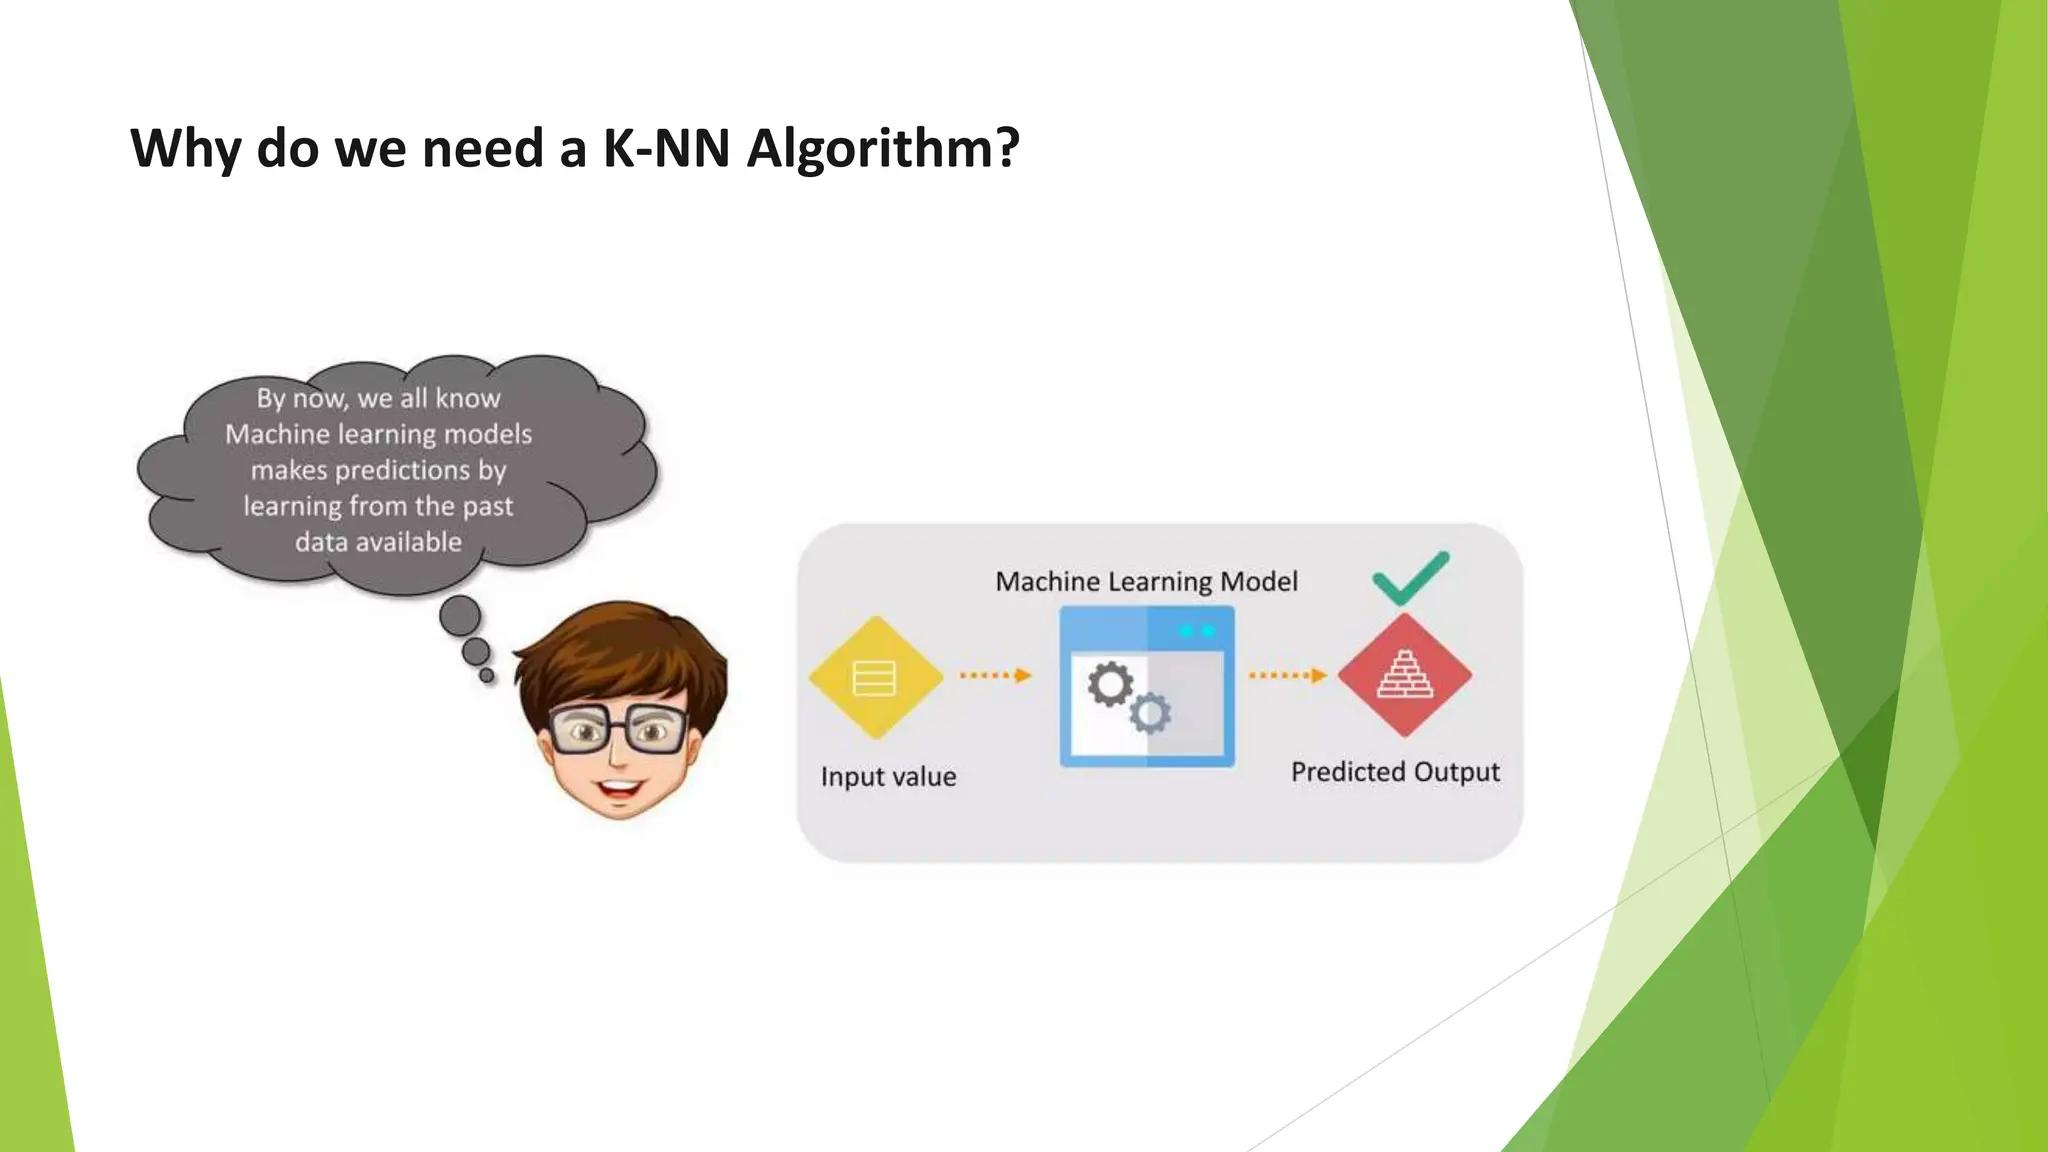 Why do we need a K-NN Algorithm?
By now, we all know
Machine learning models
makes predictions by
learning from the past
data available
Machine Learning Model
Input value
Predicted Output